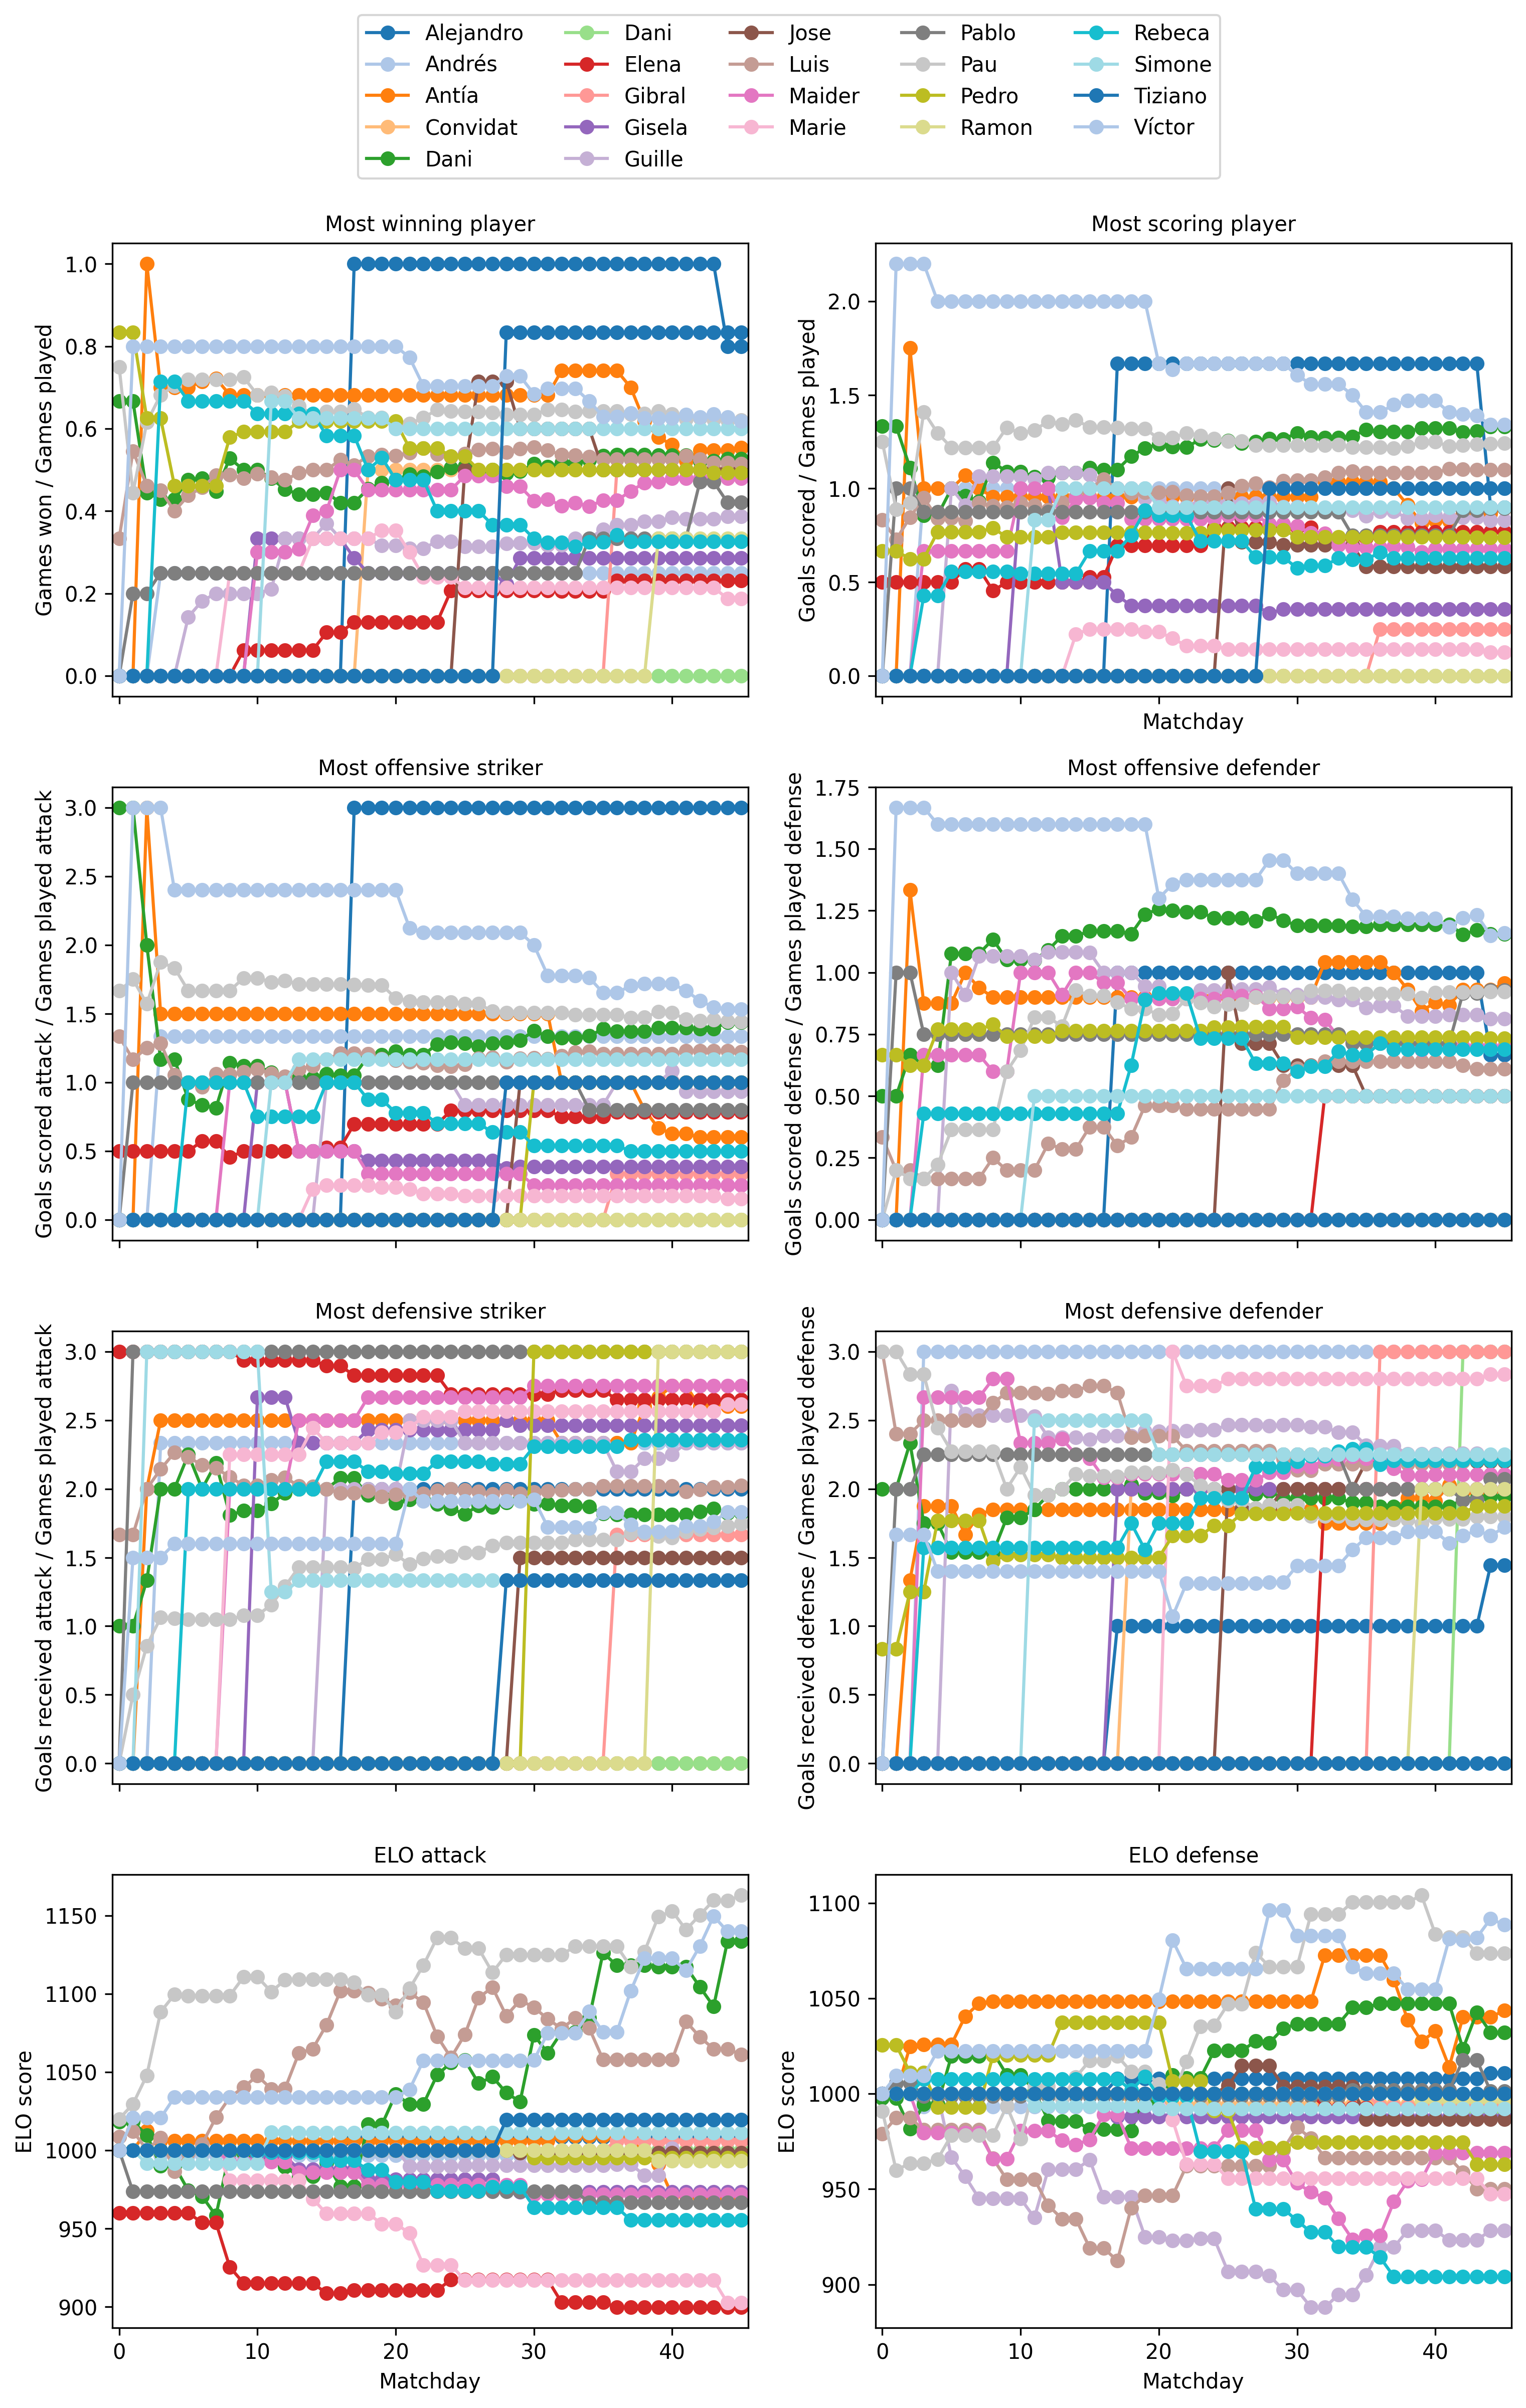 Alejandro Dani Jose Pablo Rebeca
Andrés Elena Luis Pau Simone
Antía Gibral Maider Pedro Tiziano
Convidat Gisela Marie Ramon Víctor
Dani Guille
Most winning player
Games won / Games played
1.0
0.8
0.6
0.4
0.2
0.0
Most scoring player
Goals scored / Games played
2.0
1.5
1.0
0.5
0.0
Matchday
Most offensive striker
Goals scored attack / Games played attack
3.0
2.5
2.0
1.5
1.0
0.5
0.0
Most offensive defender
Goals scored defense / Games played defense
1.75
1.50
1.25
1.00
0.75
0.50
0.25
0.00
Most defensive striker
Goals received attack / Games played attack
3.0
2.5
2.0
1.5
1.0
0.5
0.0
Most defensive defender
Goals received defense / Games played defense
3.0
2.5
2.0
1.5
1.0
0.5
0.0
ELO attack
ELO score
1150
1100
1050
1000
950
900
0 10 20 30 40
Matchday
ELO defense
ELO score
1100
1050
1000
950
900
0 10 20 30 40
Matchday